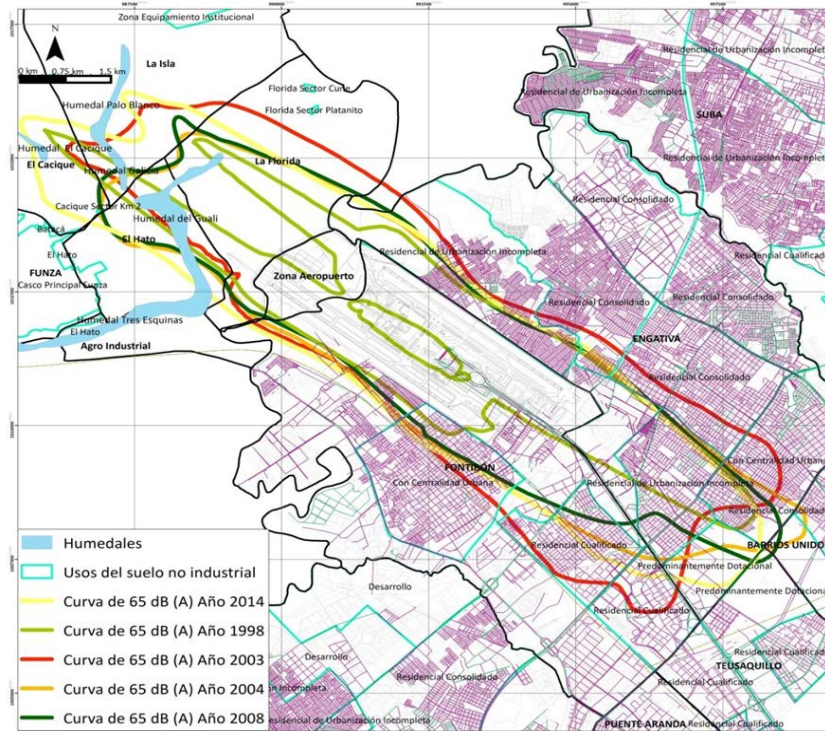 Zona Equipamiento Institucional
N
La Isla
0 km 0,75 km 1,5 km
Humedal Palo Blanco
Florida Sector Cune
Florida Sector Platanito
Residencial de Urbanización Incompleta
Residencial de Urbanización Incompleta
SUBA
Humedal El Cacique
El Cacique
Humedal Galicia
La Florida
Residencial de Urbanización Incompleta
Cacique Sector Km 2
Humedal del Guali
Residencial Consolidado
El Hato
El Hato
Residencial de Urbanización Incompleta
Residencial Cualificado
FUNZA
Casco Principal Funza
Zona Aeropuerto
Residencial Consolidado
Residencial Consolidado
Humedal Tres Esquinas
El Hato
Agro Industrial
ENGATIVÁ
Residencial Consolidado
FONTIBÓN
Con Centralidad Urbana
Con Centralidad Urbana
Residencial de Urbanización Incompleta
Residencial Consolidado
Residencial Cualificado
BARRIOS UNIDOS
Predominantemente Dotacional
Desarrollo
Predominantemente Dotacional
Residencial Cualificado
Desarrollo
Residencial Consolidado
TEUSAQUILLO
Residencial Cualificado
Residencial Cualificado
Residencial de Urbanización Incompleta
PUENTE ARANDA
Residencial Cualificado
Humedales
Usos del suelo no industrial
Curva de 65 dB (A) Año 2014
Curva de 65 dB (A) Año 1998
Curva de 65 dB (A) Año 2003
Curva de 65 dB (A) Año 2004
Curva de 65 dB (A) Año 2008